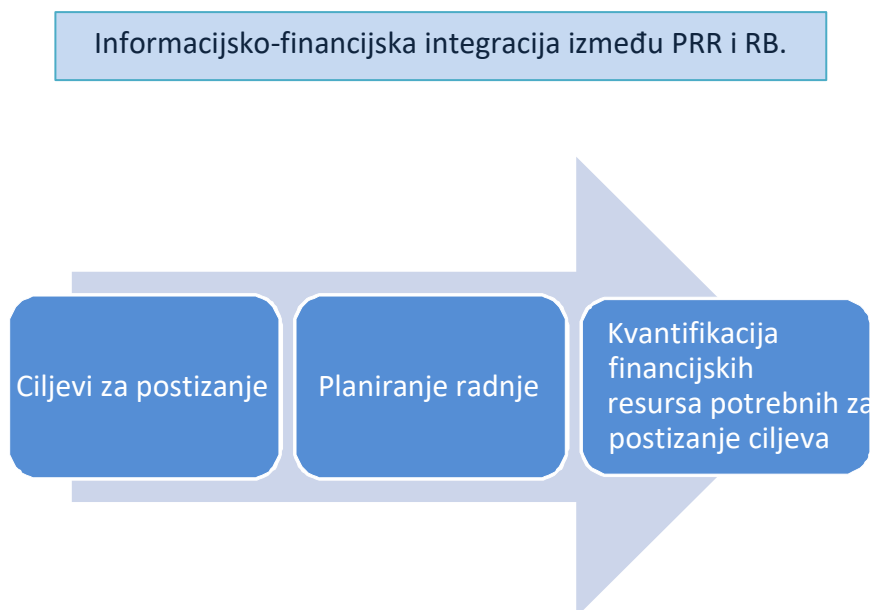 Informacijsko-financijska integracija između PRR i RB.
Ciljevi za postizanje
Planiranje radnje
Kvantifikacija
financijskih
resursa potrebnih za
postizanje ciljeva